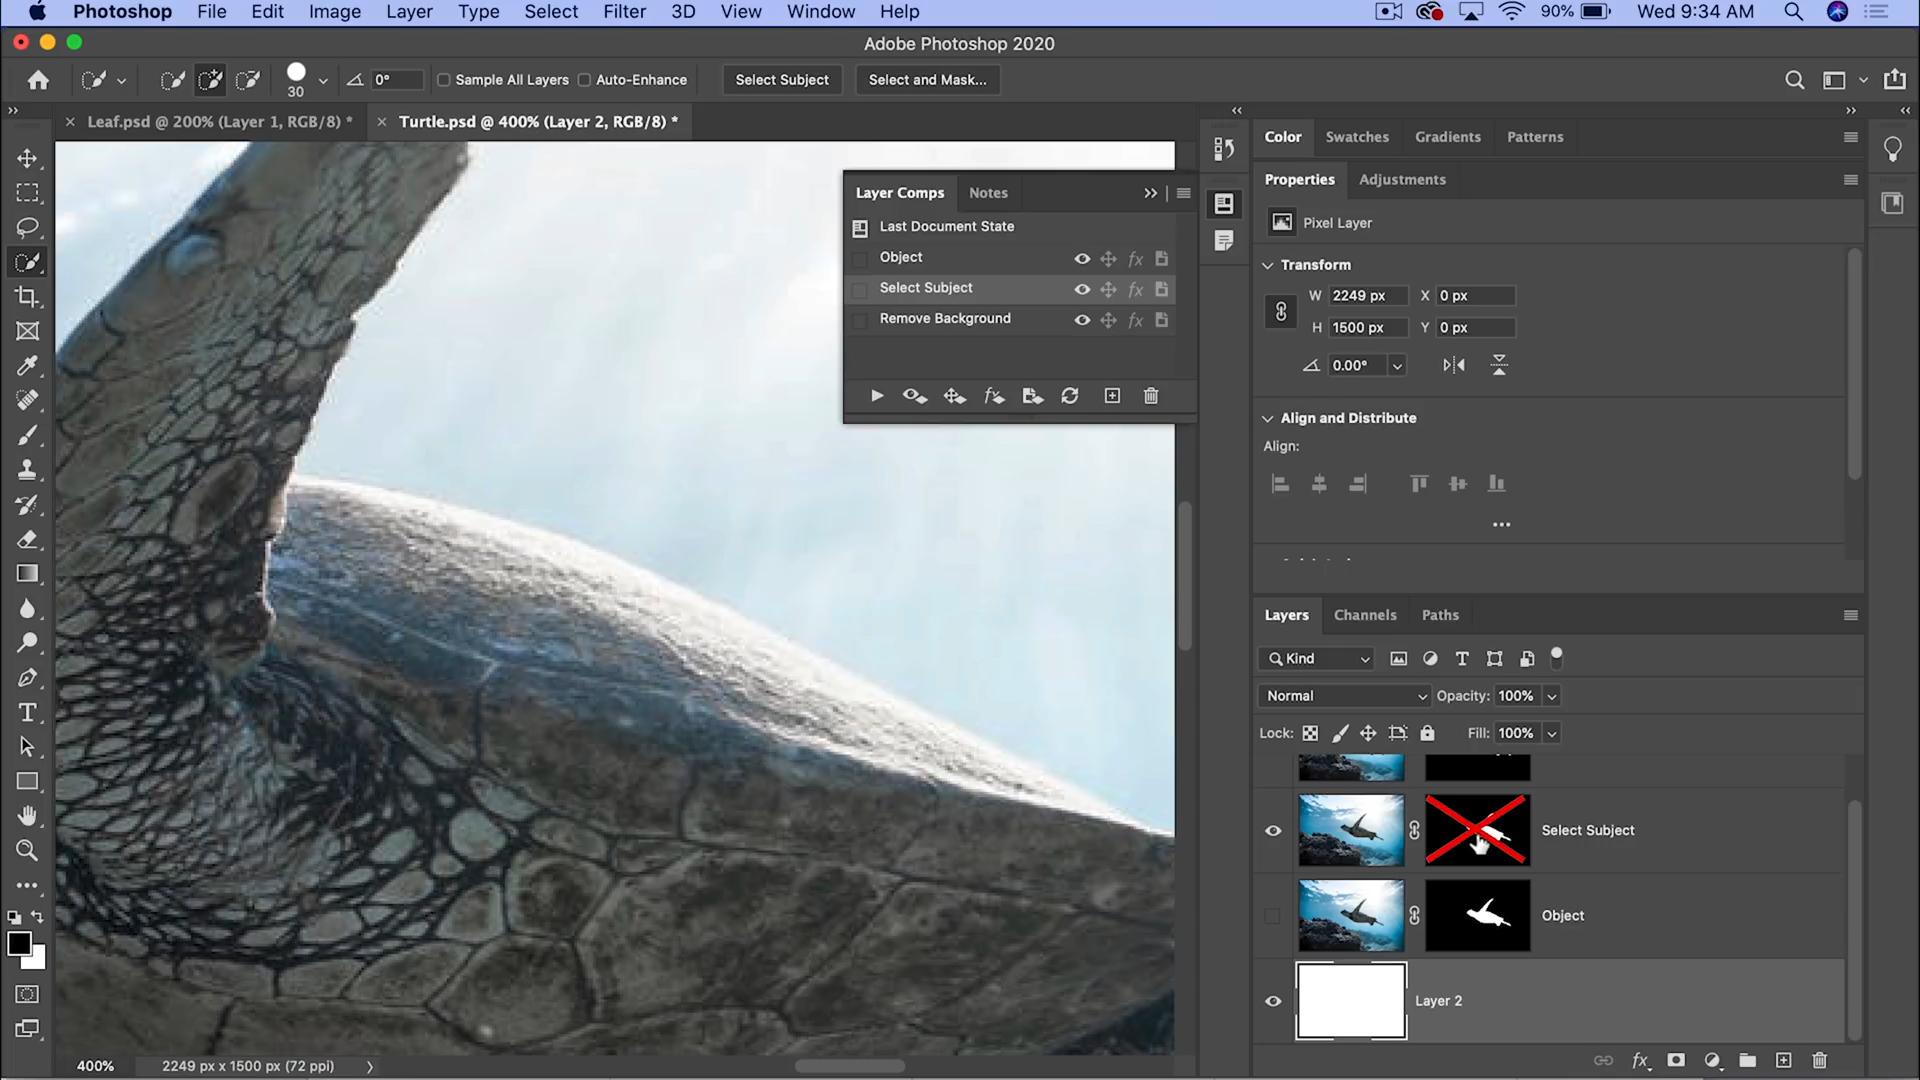 Photoshop File Edit Image Layer Type Select Filter 3D View Window Help 90% Wed 9:34 AM
Adobe Photoshop 2020
30 0° Sample All Layers Auto-Enhance Select Subject Select and Mask...
Leaf.psd @ 200% (Layer 1, RGB/8) * Turtle.psd @ 400% (Layer 2, RGB/8) *
Color Swatches Gradients Patterns
Properties Adjustments
Layer Comps Notes
Pixel Layer
Last Document State
Object
Select Subject
Remove Background
Transform
W 2249 px X 0 px
H 1500 px Y 0 px
0.00°
Align and Distribute
Align:
Layers Channels Paths
Kind
Normal Opacity: 100%
Lock: Fill: 100%
Select Subject
Object
Layer 2
400% 2249 px x 1500 px (72 ppi)